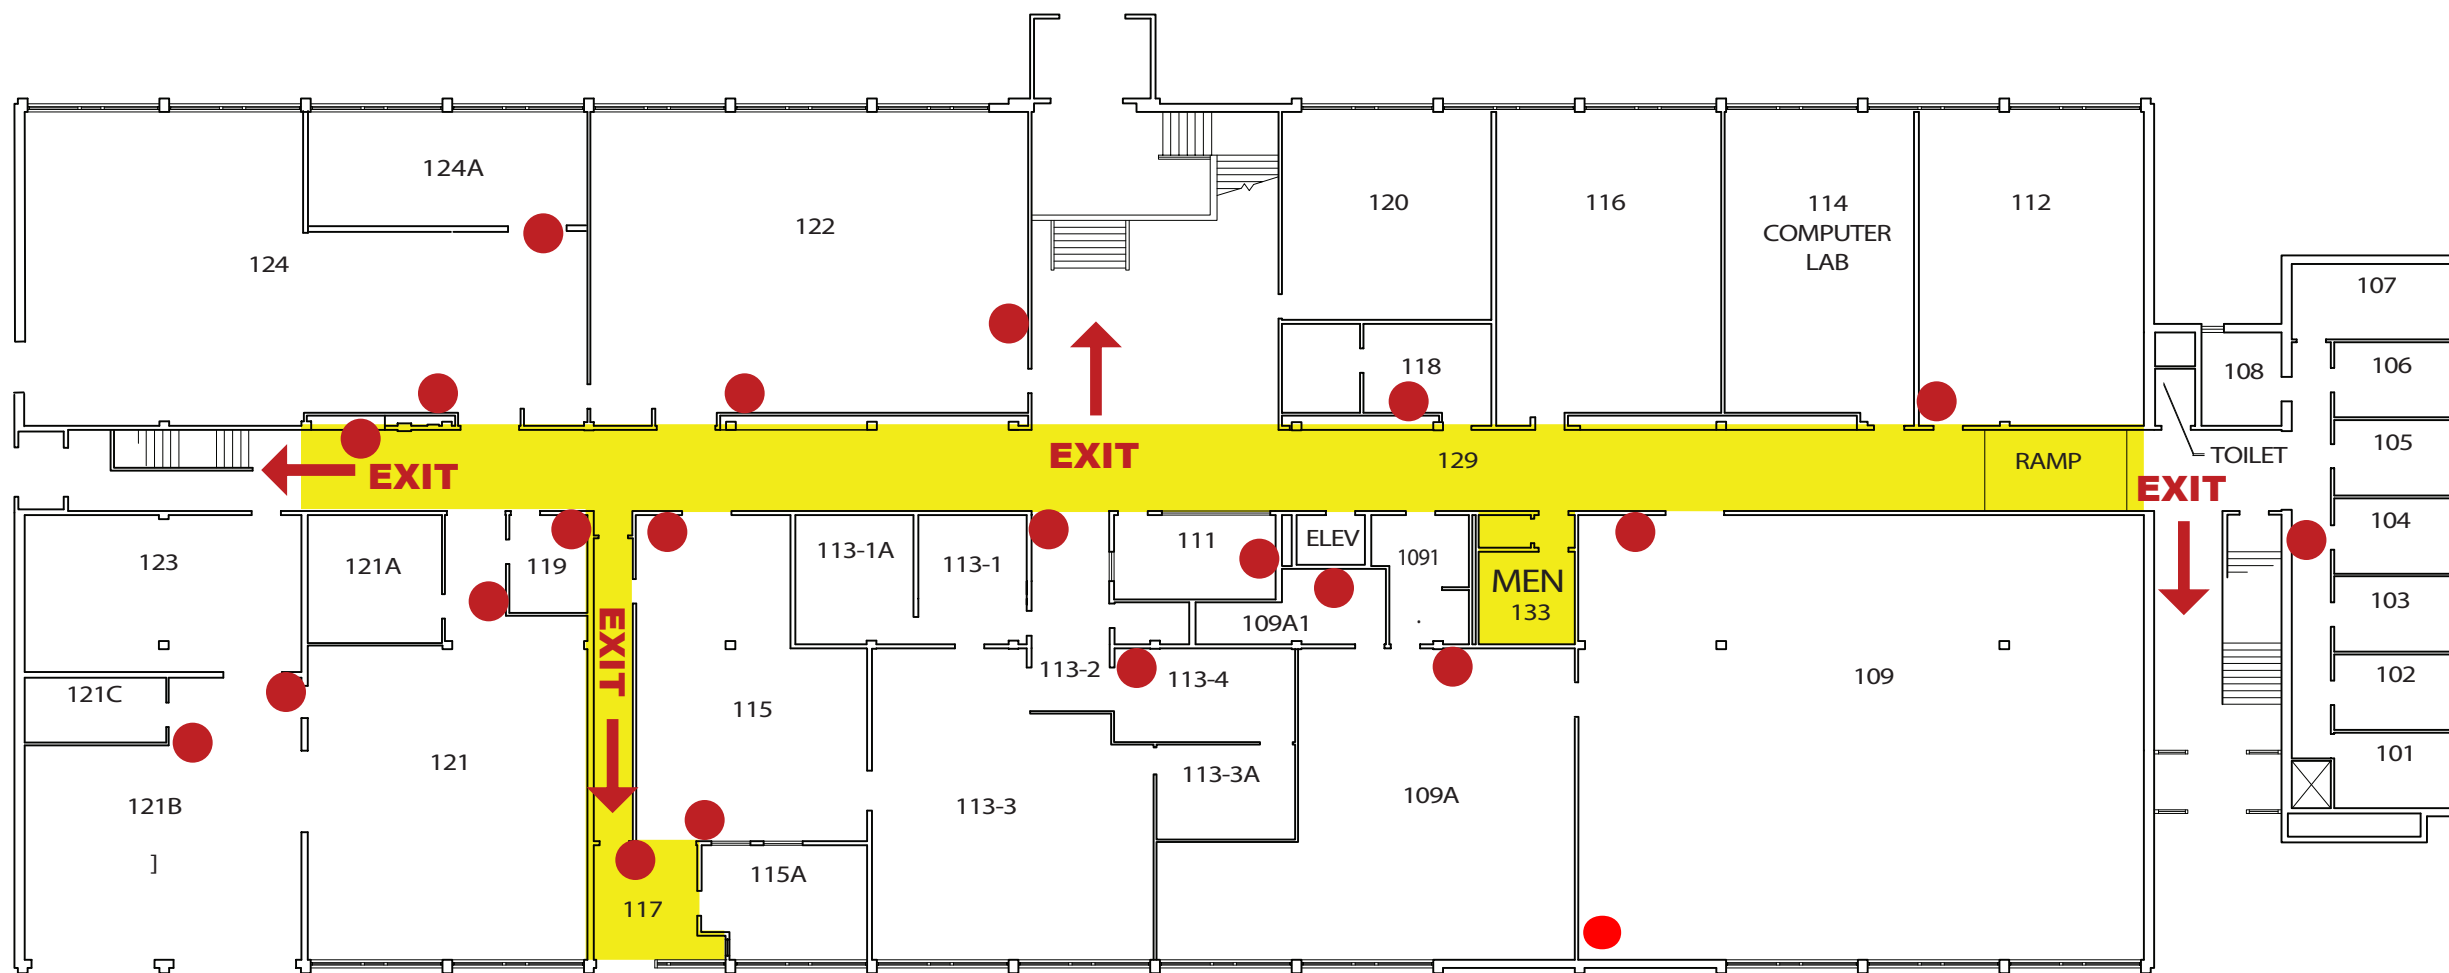 124A
120
116
114
COMPUTER
LAB
112
122
124
107
118
108
106
EXIT
EXIT
129
RAMP
TOILET
105
EXIT
104
123
121A
119
113-1A
113-1
111
ELEV
1091
MEN
133
103
109A1
EXIT
121C
113-2
113-4
109
102
115
121
113-3A
101
121B
113-3
109A
]
115A
117